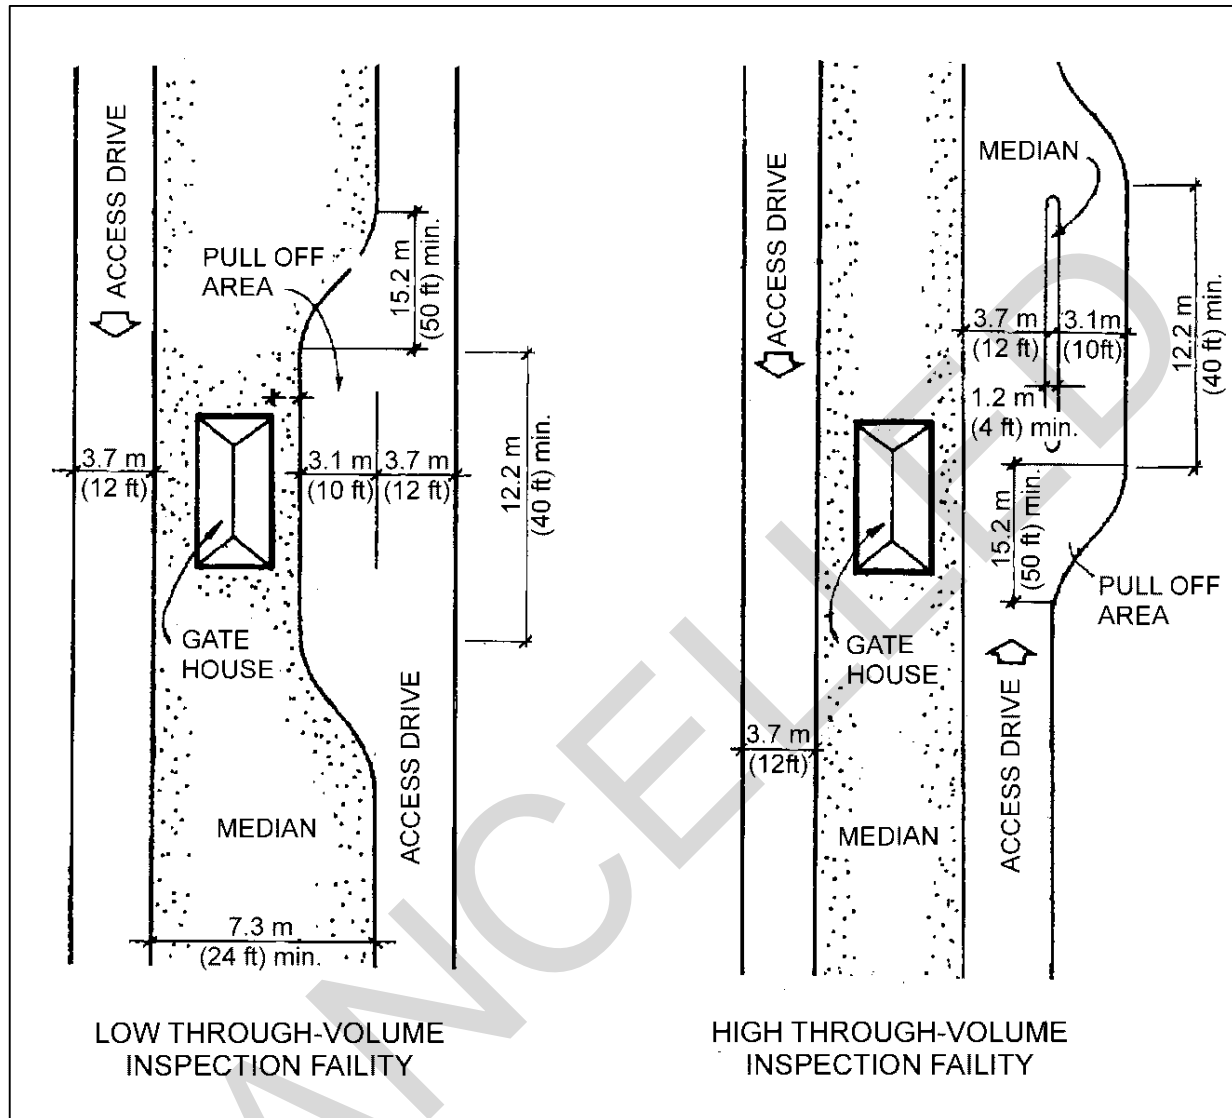 ACCESS DRIVE
PULL OFF
AREA
15.2 m
(50 ft) min.
3.7 m
(12 ft)
3.1 m
(10 ft)
3.7 m
(12 ft)
12.2 m
(40 ft) min.
GATE
HOUSE
ACCESS DRIVE
MEDIAN
7.3 m
(24 ft) min.
LOW THROUGH-VOLUME
INSPECTION FAILITY
ACCESS DRIVE
MEDIAN
3.7 m
(12 ft)
3.1m
(10ft)
12.2 m
(40 ft) min.
1.2 m
(4 ft) min.
15.2 m
(50 ft) min.
PULL OFF
AREA
GATE
HOUSE
3.7 m
(12ft)
ACCESS DRIVE
MEDIAN
HIGH THROUGH-VOLUME
INSPECTION FAILITY
ANCELLED